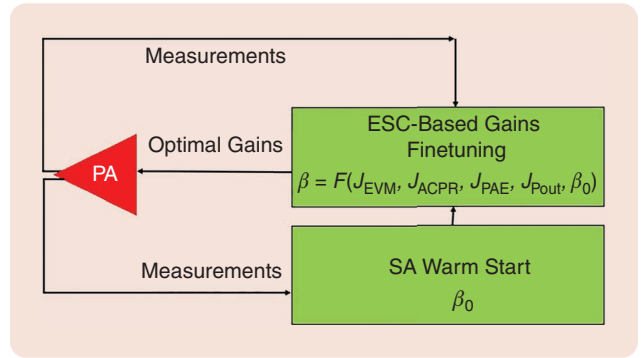 Measurements
ESC-Based Gains
Finetuning
β = F(J_EVM, J_ACPR, J_PAE, J_Pout, β_0)
Optimal Gains
PA
Measurements
SA Warm Start
β_0